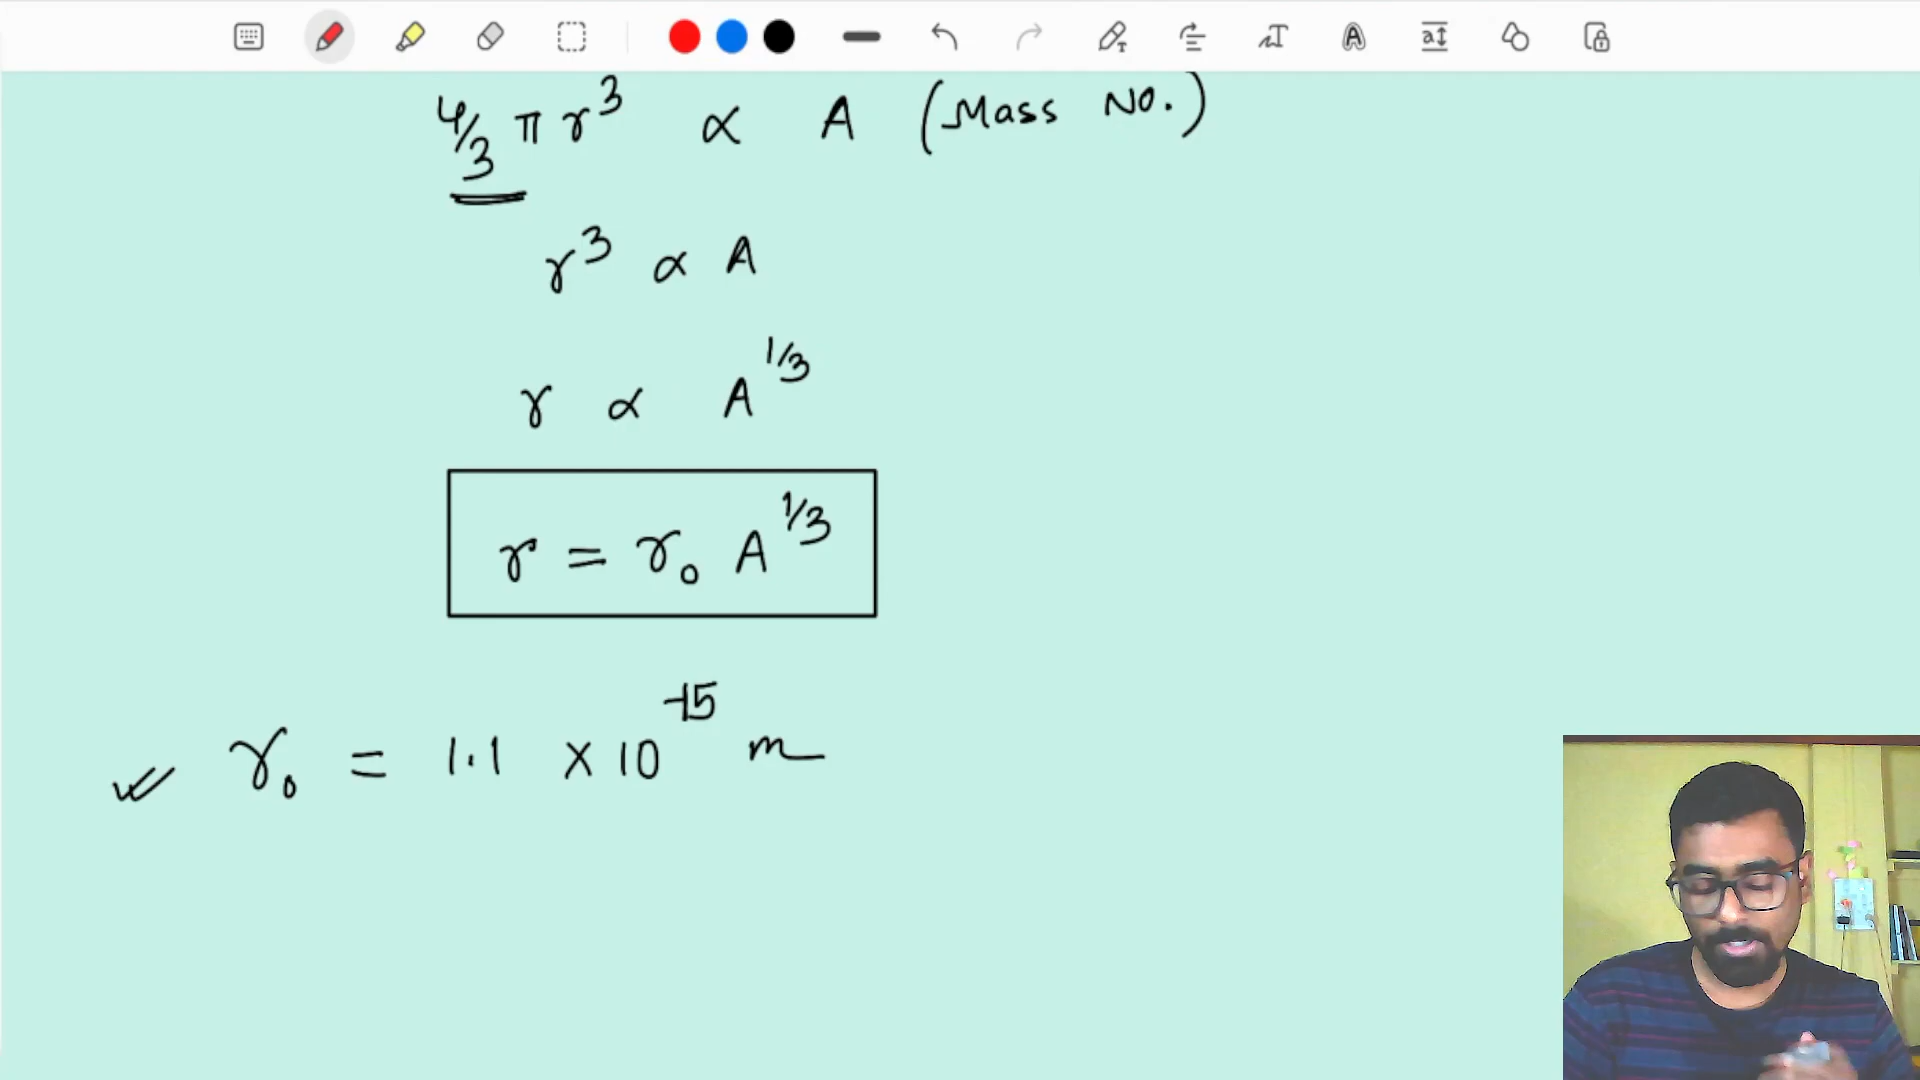 4/3 π r³ ∝ A (Mass No.)
r³ ∝ A
r ∝ A^1/3
r = r₀ A^1/3
r₀ = 1.1 × 10^-15 m